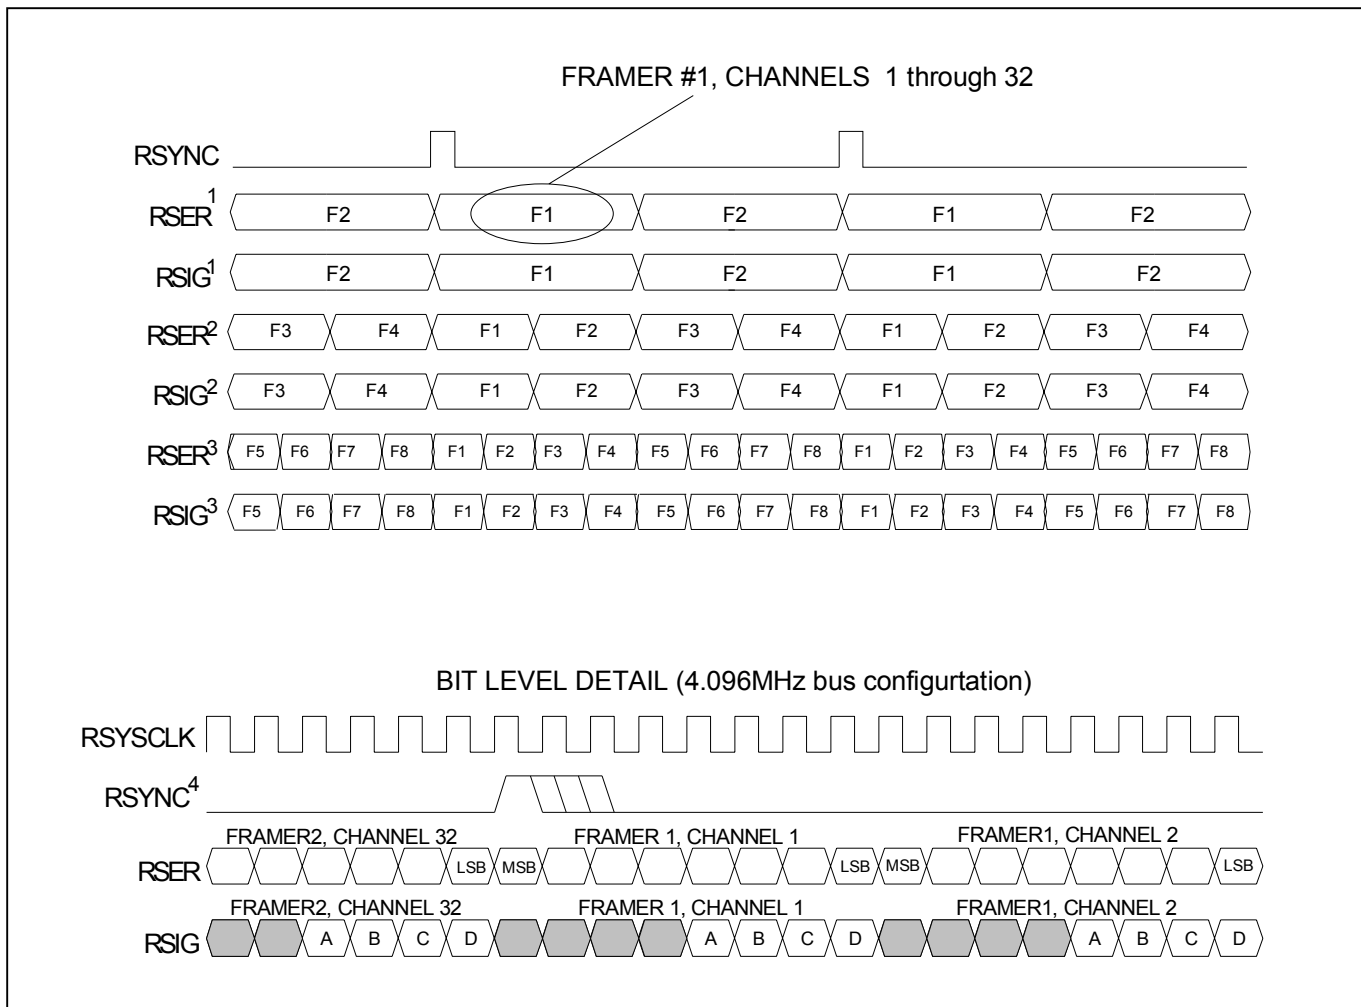 FRAMER #1, CHANNELS 1 through 32
RSYNC
RSER1 F2 F1 F2 F1 F2
RSIG1 F2 F1 F2 F1 F2
RSER2 F3 F4 F1 F2 F3 F4 F1 F2 F3 F4
RSIG2 F3 F4 F1 F2 F3 F4 F1 F2 F3 F4
RSER3 F5 F6 F7 F8 F1 F2 F3 F4 F5 F6 F7 F8 F1 F2 F3 F4 F5 F6 F7 F8
RSIG3 F5 F6 F7 F8 F1 F2 F3 F4 F5 F6 F7 F8 F1 F2 F3 F4 F5 F6 F7 F8
BIT LEVEL DETAIL (4.096MHz bus configurtation)
RSYSCLK
RSYNC4
FRAMER2, CHANNEL 32 FRAMER 1, CHANNEL 1 FRAMER1, CHANNEL 2
RSER LSB MSB LSB MSB LSB
FRAMER2, CHANNEL 32 FRAMER 1, CHANNEL 1 FRAMER1, CHANNEL 2
RSIG A B C D A B C D A B C D